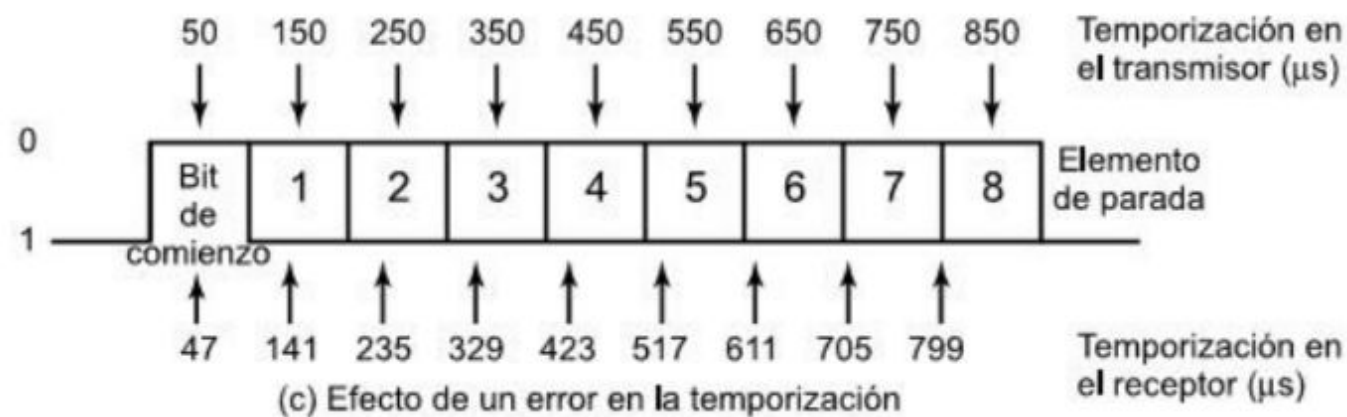 50 150 250 350 450 550 650 750 850 Temporización en
el transmisor (μs)
0
Bit
de
comienzo
1 2 3 4 5 6 7 8
Elemento
de parada
1
47 141 235 329 423 517 611 705 799 Temporización en
el receptor (μs)
(c) Efecto de un error en la temporización